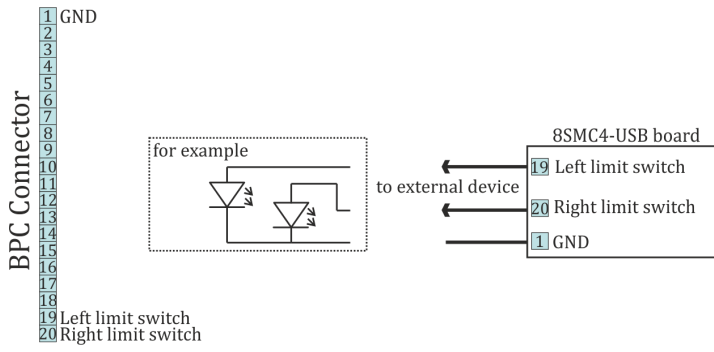 1 GND
2
3
4
5
6
7
8
9
10
11
12
13
14
15
16
17
18
19 Left limit switch
20 Right limit switch
BPC Connector
for example
to external device
8SMC4-USB board
19 Left limit switch
20 Right limit switch
1 GND